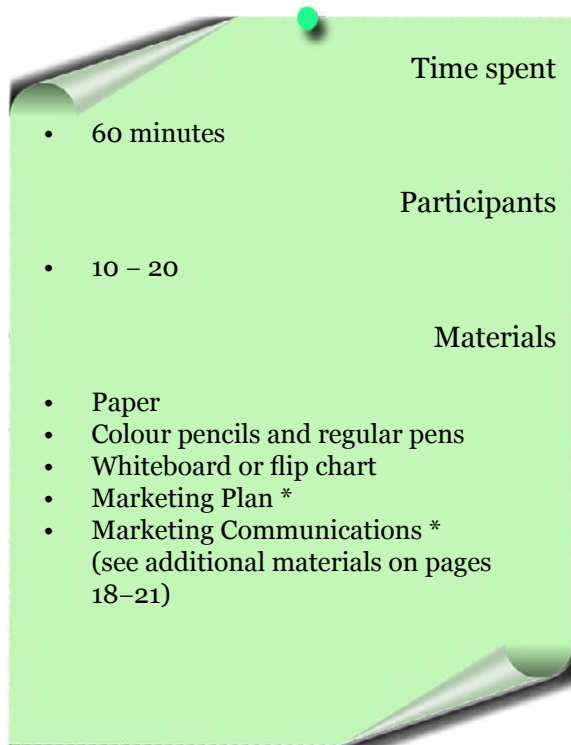 Time spent
• 60 minutes
Participants
• 10 – 20
Materials
• Paper
• Colour pencils and regular pens
• Whiteboard or flip chart
• Marketing Plan *
• Marketing Communications *
(see additional materials on pages
18–21)